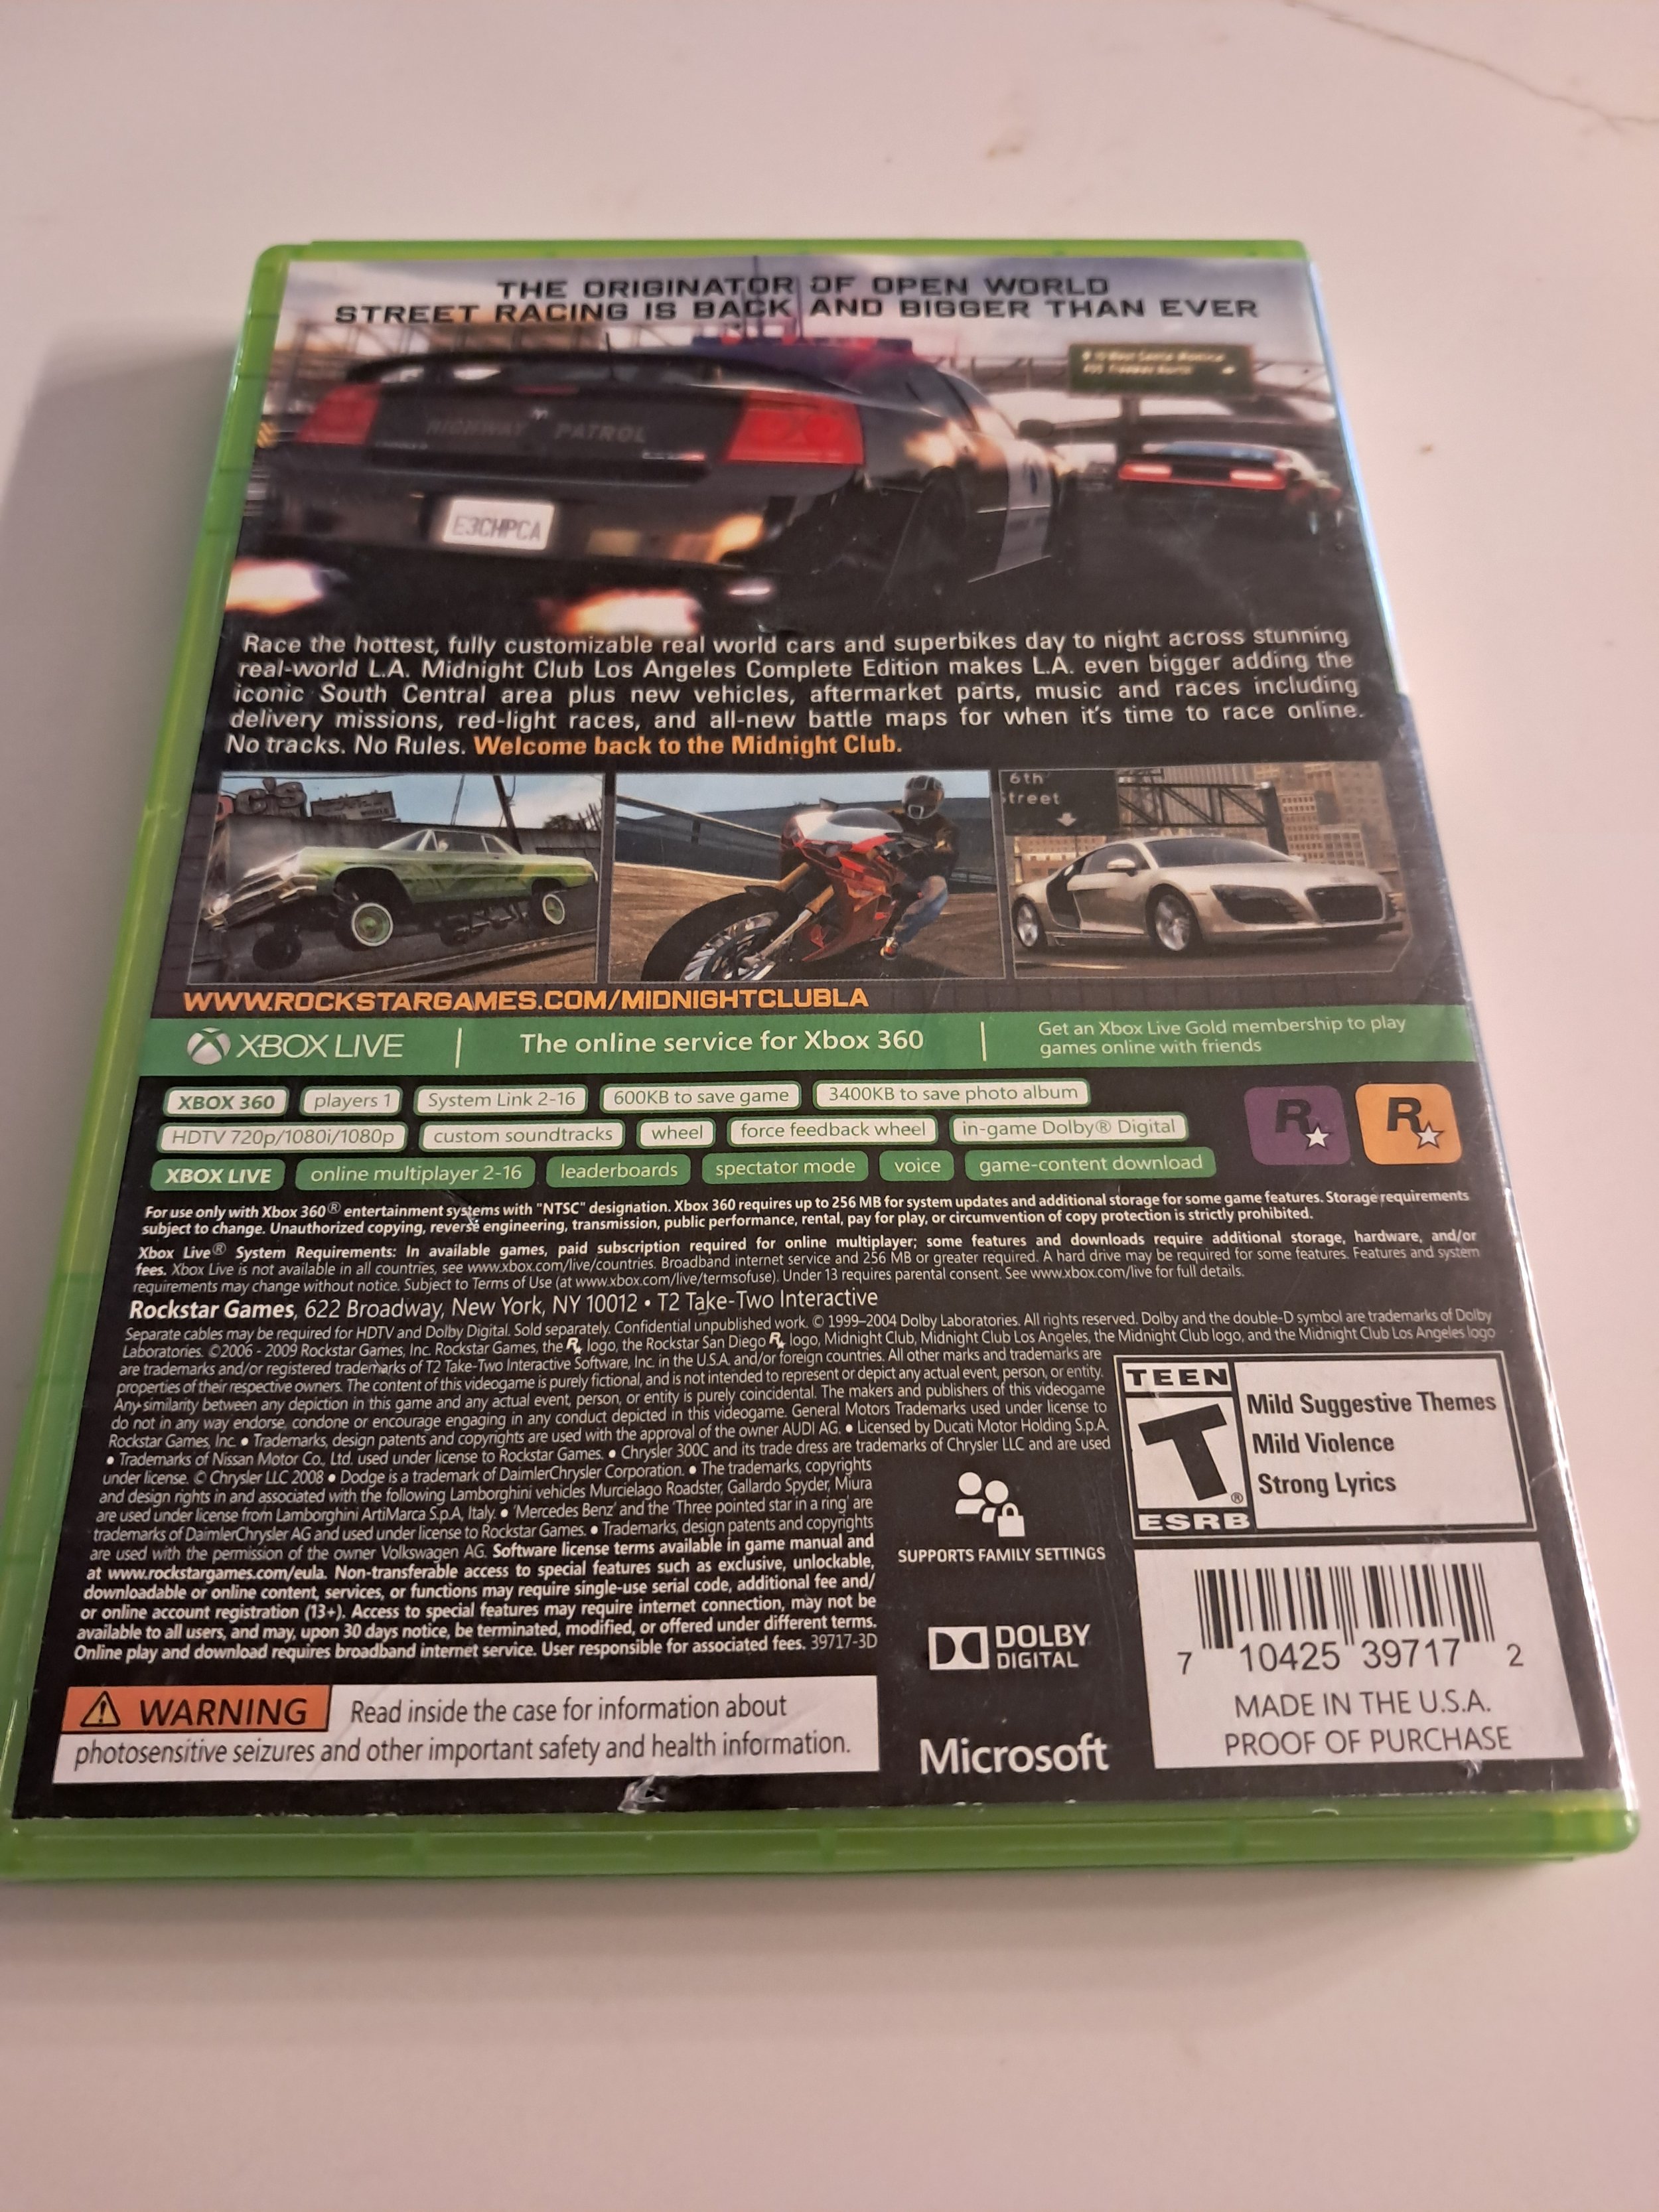 THE ORIGINATOR OF OPEN WORLD
STREET RACING IS BACK AND BIGGER THAN EVER
HIGHWAY PATROL
E3CHPCA
Race the hottest, fully customizable real world cars and superbikes day to night across stunning
real-world L.A. Midnight Club Los Angeles Complete Edition makes L.A. even bigger adding the
iconic South Central area plus new vehicles, aftermarket parts, music and races including
delivery missions, red-light races, and all-new battle maps for when it's time to race online.
No tracks. No Rules. Welcome back to the Midnight Club.
6th
treet
WWW.ROCKSTARGAMES.COM/MIDNIGHTCLUBLA
XBOX LIVE | The online service for Xbox 360 | Get an Xbox Live Gold membership to play
games online with friends
XBOX 360 players 1 System Link 2-16 600KB to save game 3400KB to save photo album
HDTV 720p/1080i/1080p custom soundtracks wheel force feedback wheel in-game Dolby® Digital
XBOX LIVE online multiplayer 2-16 leaderboards spectator mode voice game-content download
R R
For use only with Xbox 360® entertainment systems with "NTSC" designation. Xbox 360 requires up to 256 MB for system updates and additional storage for some game features. Storage requirements
subject to change. Unauthorized copying, reverse engineering, transmission, public performance, rental, pay for play, or circumvention of copy protection is strictly prohibited.
Xbox Live® System Requirements: In available games, paid subscription required for online multiplayer; some features and downloads require additional storage, hardware, and/or
fees. Xbox Live is not available in all countries, see www.xbox.com/live/countries. Broadband internet service and 256 MB or greater required. A hard drive may be required for some features. Features and system
requirements may change without notice. Subject to Terms of Use (at www.xbox.com/live/termsofuse). Under 13 requires parental consent. See www.xbox.com/live for full details.
Rockstar Games, 622 Broadway, New York, NY 10012 • T2 Take-Two Interactive
Separate cables may be required for HDTV and Dolby Digital. Sold separately. Confidential unpublished work. © 1999–2004 Dolby Laboratories. All rights reserved. Dolby and the double-D symbol are trademarks of Dolby
Laboratories. ©2006 - 2009 Rockstar Games, Inc. Rockstar Games, the R logo, the Rockstar San Diego R logo, Midnight Club, Midnight Club Los Angeles, the Midnight Club logo, and the Midnight Club Los Angeles logo
are trademarks and/or registered trademarks of T2 Take-Two Interactive Software, Inc. in the U.S.A. and/or foreign countries. All other marks and trademarks are
properties of their respective owners. The content of this videogame is purely fictional, and is not intended to represent or depict any actual event, person, or entity.
Any similarity between any depiction in this game and any actual event, person, or entity is purely coincidental. The makers and publishers of this videogame
do not in any way endorse, condone or encourage engaging in any conduct depicted in this videogame. General Motors Trademarks used under license to
Rockstar Games, Inc. • Trademarks, design patents and copyrights are used with the approval of the owner AUDI AG. • Licensed by Ducati Motor Holding S.p.A.
• Trademarks of Nissan Motor Co., Ltd. used under license to Rockstar Games. • Chrysler 300C and its trade dress are trademarks of Chrysler LLC and are used
under license. © Chrysler LLC 2008 • Dodge is a trademark of DaimlerChrysler Corporation. • The trademarks, copyrights
and design rights in and associated with the following Lamborghini vehicles Murcielago Roadster, Gallardo Spyder, Miura
are used under license from Lamborghini ArtiMarca S.p.A, Italy. • 'Mercedes Benz' and the 'Three pointed star in a ring' are
trademarks of DaimlerChrysler AG and used under license to Rockstar Games. • Trademarks, design patents and copyrights
are used with the permission of the owner Volkswagen AG. Software license terms available in game manual and
at www.rockstargames.com/eula. Non-transferable access to special features such as exclusive, unlockable,
downloadable or online content, services, or functions may require single-use serial code, additional fee and/
or online account registration (13+). Access to special features may require internet connection, may not be
available to all users, and may, upon 30 days notice, be terminated, modified, or offered under different terms.
Online play and download requires broadband internet service. User responsible for associated fees. 39717-3D
SUPPORTS FAMILY SETTINGS
TEEN
T®
ESRB
Mild Suggestive Themes
Mild Violence
Strong Lyrics
DOLBY
DIGITAL
7 10425 39717 2
MADE IN THE U.S.A.
PROOF OF PURCHASE
WARNING Read inside the case for information about
photosensitive seizures and other important safety and health information.
Microsoft